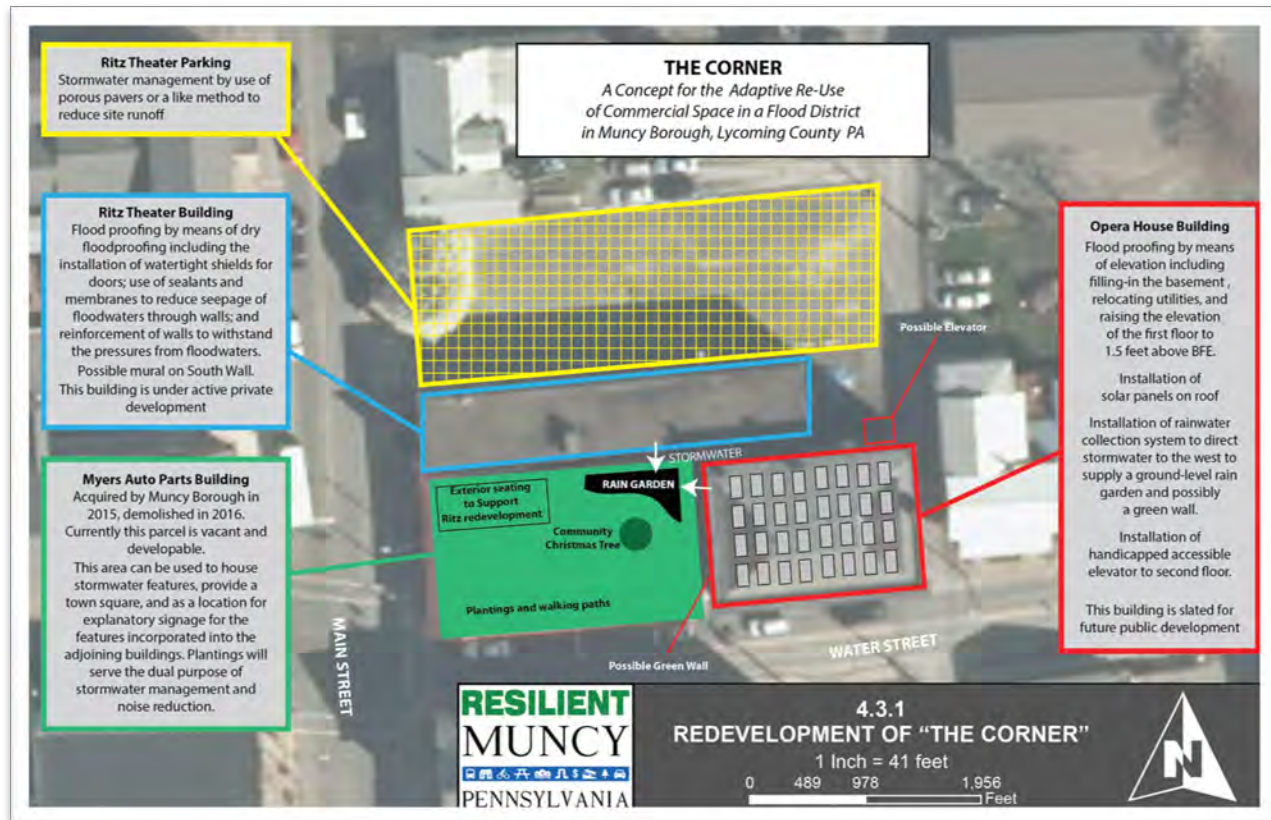 Ritz Theater Parking
Stormwater management by use of
porous pavers or a like method to
reduce site runoff
THE CORNER
A Concept for the Adaptive Re-Use
of Commercial Space in a Flood District
in Muncy Borough, Lycoming County PA
Ritz Theater Building
Flood proofing by means of dry
floodproofing including the
installation of watertight shields for
doors; use of sealants and
membranes to reduce seepage of
floodwaters through walls; and
reinforcement of walls to withstand
the pressures from floodwaters.
Possible mural on South Wall.
This building is under active private
development
Opera House Building
Flood proofing by means
of elevation including
filling-in the basement ,
relocating utilities, and
raising the elevation
of the first floor to
1.5 feet above BFE.
Installation of
solar panels on roof
Installation of rainwater
collection system to direct
stormwater to the west to
supply a ground-level rain
garden and possibly
a green wall.
Installation of
handicapped accessible
elevator to second floor.
This building is slated for
future public development
Possible Elevator
STORMWATER
RAIN GARDEN
Exterior seating
to Support
Ritz redevelopment
Community
Christmas Tree
Plantings and walking paths
Myers Auto Parts Building
Acquired by Muncy Borough in
2015, demolished in 2016.
Currently this parcel is vacant and
developable.
This area can be used to house
stormwater features, provide a
town square, and as a location for
explanatory signage for the
features incorporated into the
adjoining buildings. Plantings will
serve the dual purpose of
stormwater management and
noise reduction.
MAIN STREET
WATER STREET
Possible Green Wall
RESILIENT
MUNCY
PENNSYLVANIA
4.3.1
REDEVELOPMENT OF "THE CORNER"
1 Inch = 41 feet
0 489 978 1,956
Feet
N